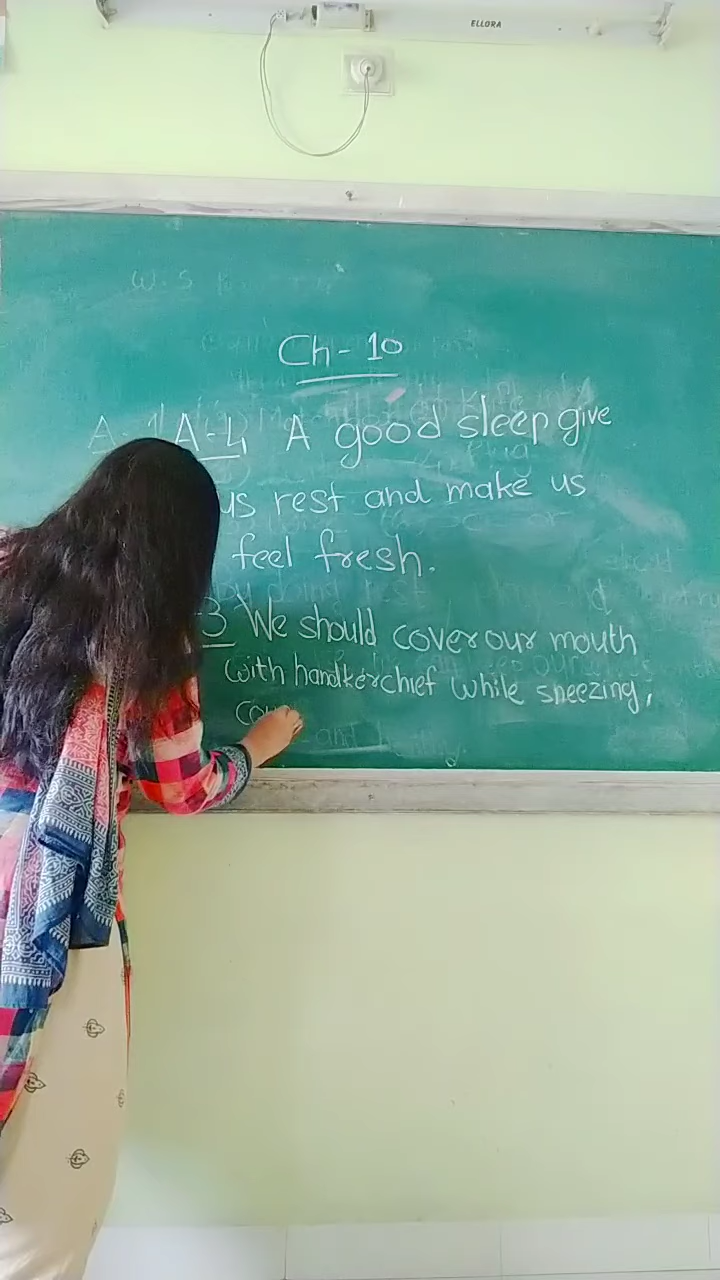 ELLORA
W.S
Ch-10
A-4 A good sleep give
us rest and make us
feel fresh.
3 We should cover our mouth
with handkerchief while sneezing,
Cou